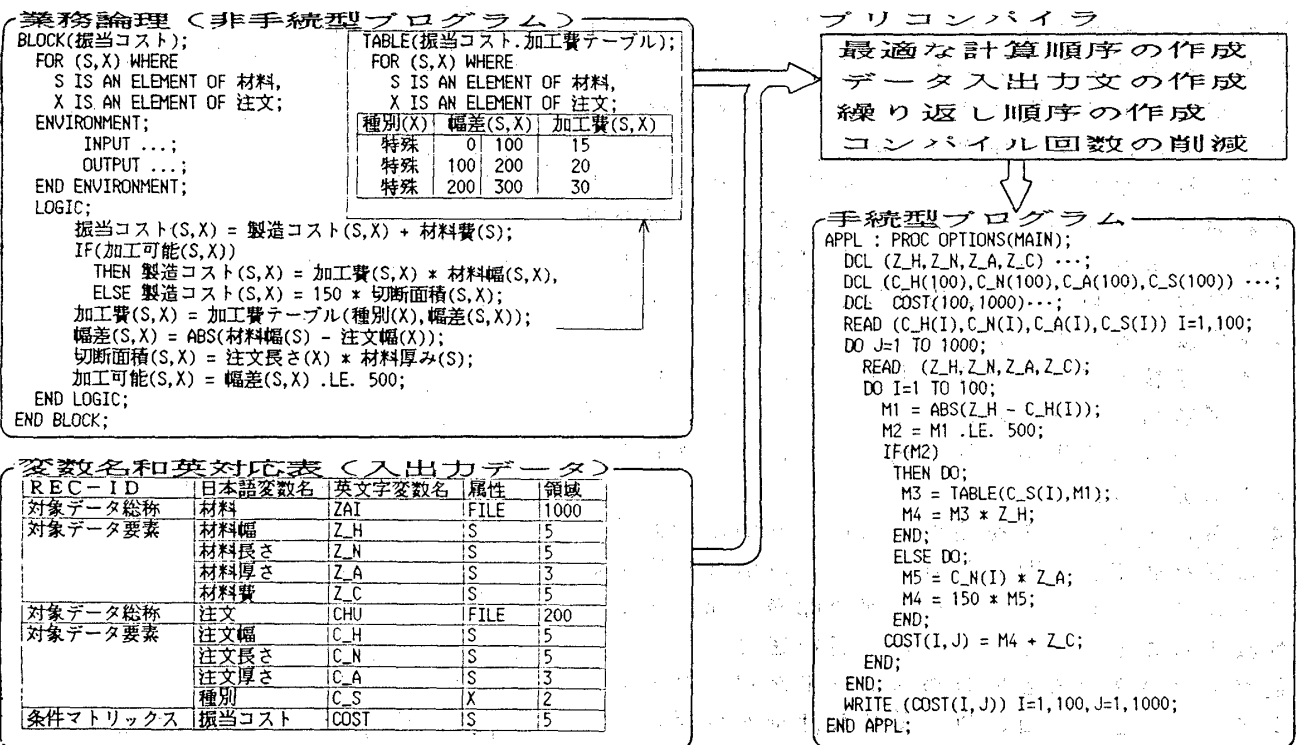 業務論理(非手続型プログラム)
BLOCK(振当コスト);
FOR (S,X) WHERE
S IS AN ELEMENT OF 材料,
X IS AN ELEMENT OF 注文;
ENVIRONMENT;
INPUT ...;
OUTPUT ...;
END ENVIRONMENT;
LOGIC;
振当コスト(S,X) = 製造コスト(S,X) + 材料費(S);
IF(加工可能(S,X))
THEN 製造コスト(S,X) = 加工費(S,X) * 材料幅(S,X),
ELSE 製造コスト(S,X) = 150 * 切断面積(S,X);
加工費(S,X) = 加工費テーブル(種別(X),幅差(S,X));
幅差(S,X) = ABS(材料幅(S) - 注文幅(X));
切断面積(S,X) = 注文長さ(X) * 材料厚み(S);
加工可能(S,X) = 幅差(S,X) .LE. 500;
END LOGIC;
END BLOCK;
TABLE(振当コスト.加工費テーブル);
FOR (S,X) WHERE
S IS AN ELEMENT OF 材料,
X IS AN ELEMENT OF 注文;
種別(X) 幅差(S,X) 加工費(S,X)
特殊 0 100 15
特殊 100 200 20
特殊 200 300 30
変数名和英対応表(入出力データ)
REC-ID 日本語変数名 英文字変数名 属性 領域
対象データ総称 材料 ZAI FILE 1000
対象データ要素 材料幅 Z_H S 5
材料長さ Z_N S 5
材料厚さ Z_A S 3
材料費 Z_C S 5
対象データ総称 注文 CHU FILE 200
対象データ要素 注文幅 C_H S 5
注文長さ C_N S 5
注文厚さ C_A S 3
種別 C_S X 2
条件マトリックス 振当コスト COST S 5
プリコンパイラ
最適な計算順序の作成
データ入出力文の作成
繰り返し順序の作成
コンパイル回数の削減
手続型プログラム
APPL : PROC OPTIONS(MAIN);
DCL (Z_H,Z_N,Z_A,Z_C) ...;
DCL (C_H(100),C_N(100),C_A(100),C_S(100)) ...;
DCL COST(100,1000)...;
READ (C_H(I),C_N(I),C_A(I),C_S(I)) I=1,100;
DO J=1 TO 1000;
READ (Z_H,Z_N,Z_A,Z_C);
DO I=1 TO 100;
M1 = ABS(Z_H - C_H(I));
M2 = M1 .LE. 500;
IF(M2)
THEN DO;
M3 = TABLE(C_S(I),M1);
M4 = M3 * Z_H;
END;
ELSE DO;
M5 = C_N(I) * Z_A;
M4 = 150 * M5;
END;
COST(I,J) = M4 + Z_C;
END;
END;
WRITE (COST(I,J)) I=1,100,J=1,1000;
END APPL;